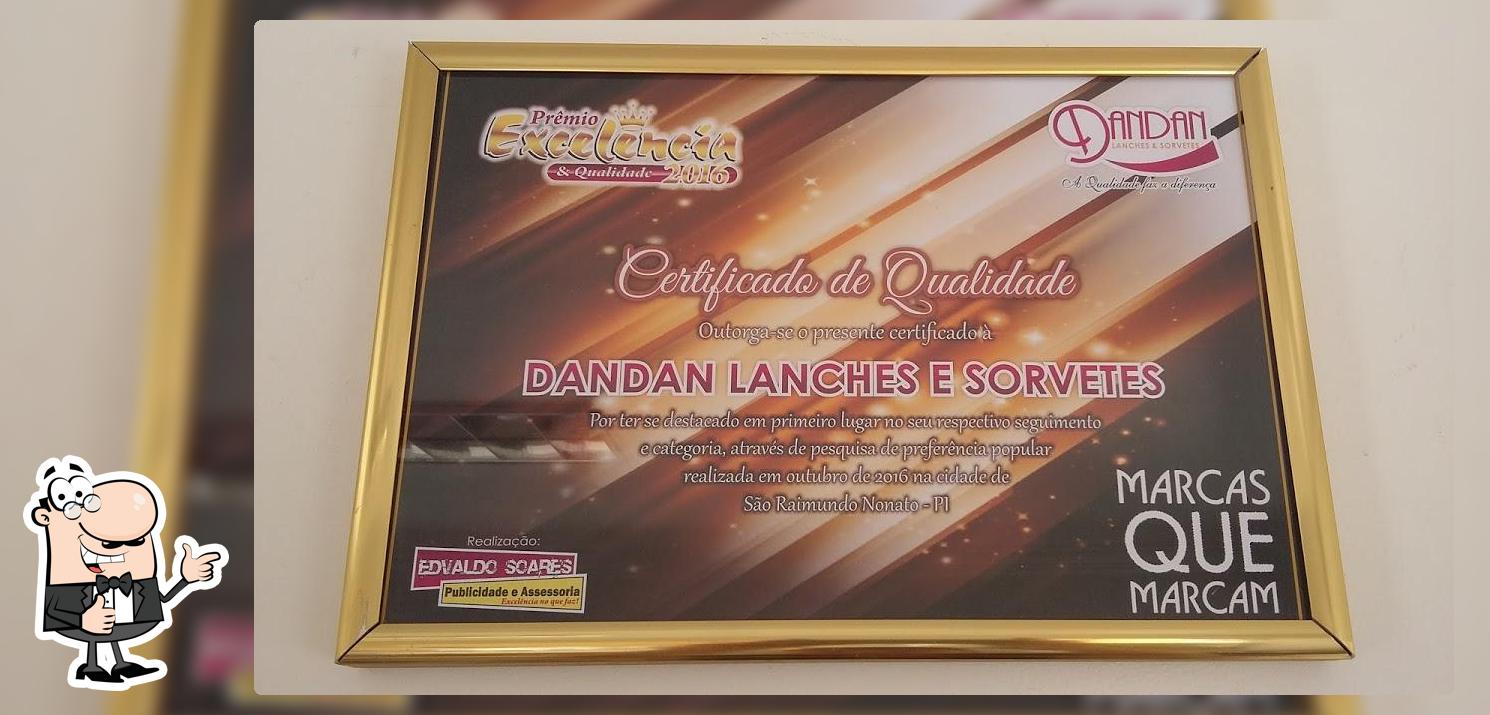 Prêmio
Excelência
& Qualidade 2016
DANDAN
LANCHES & SORVETES
A Qualidade faz a diferença
Certificado de Qualidade
Outorga-se o presente certificado à
DANDAN LANCHES E SORVETES
Por ter se destacado em primeiro lugar no seu respectivo seguimento
e categoria, através de pesquisa de preferência popular
realizada em outubro de 2016 na cidade de
São Raimundo Nonato - PI
Realização:
EDVALDO SOARES
Publicidade e Assessoria
Excelência no que faz!
MARCAS
QUE
MARCAM